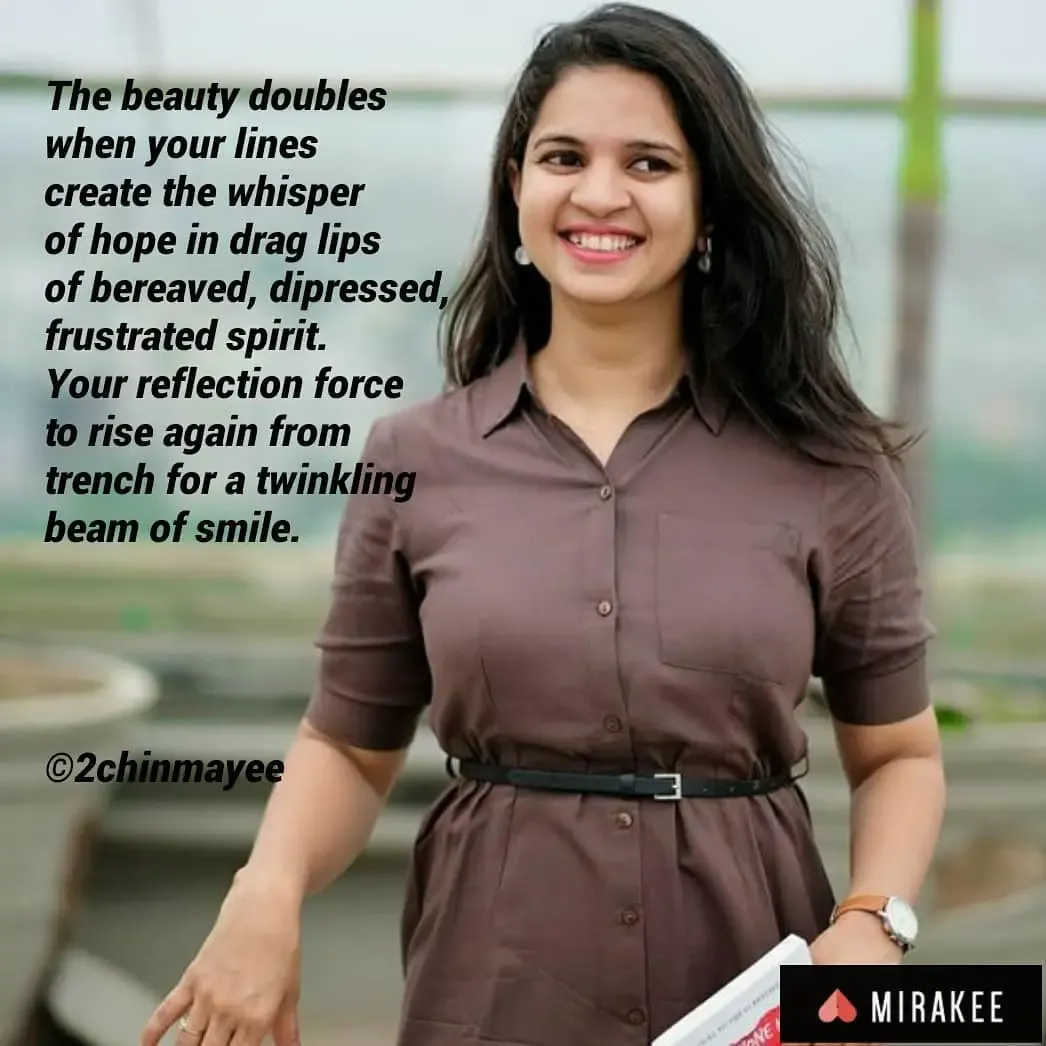 The beauty doubles
when your lines
create the whisper
of hope in drag lips
of bereaved, dipressed,
frustrated spirit.
Your reflection force
to rise again from
trench for a twinkling
beam of smile.
©2chinmayee
MIRAKEE